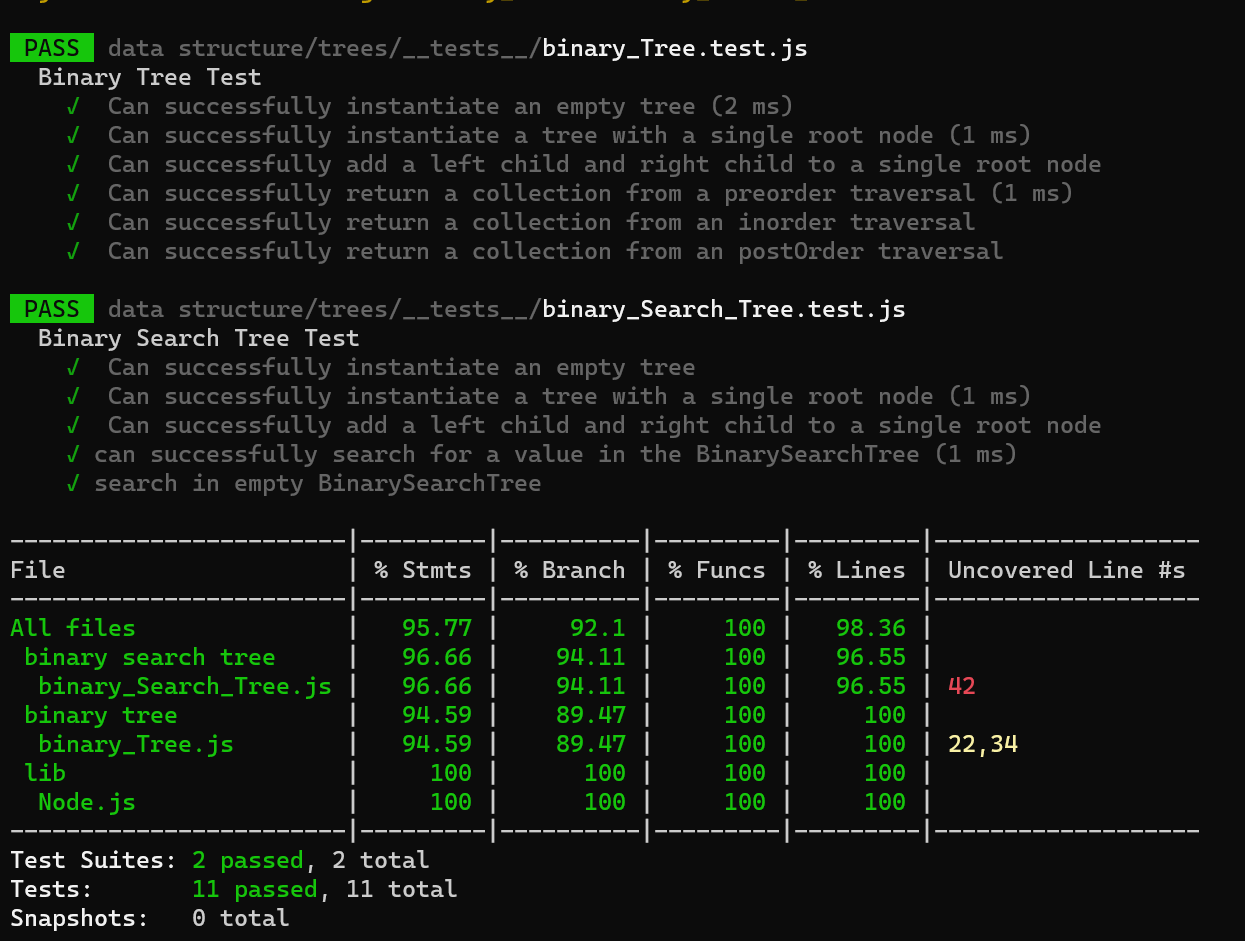 PASS data structure/trees/__tests__/binary_Tree.test.js
Binary Tree Test
√ Can successfully instantiate an empty tree (2 ms)
√ Can successfully instantiate a tree with a single root node (1 ms)
√ Can successfully add a left child and right child to a single root node
√ Can successfully return a collection from a preorder traversal (1 ms)
√ Can successfully return a collection from an inorder traversal
√ Can successfully return a collection from an postOrder traversal
PASS data structure/trees/__tests__/binary_Search_Tree.test.js
Binary Search Tree Test
√ Can successfully instantiate an empty tree
√ Can successfully instantiate a tree with a single root node (1 ms)
√ Can successfully add a left child and right child to a single root node
√ can successfully search for a value in the BinarySearchTree (1 ms)
√ search in empty BinarySearchTree
------------------------|---------|----------|---------|---------|-------------------
File | % Stmts | % Branch | % Funcs | % Lines | Uncovered Line #s
------------------------|---------|----------|---------|---------|-------------------
All files | 95.77 | 92.1 | 100 | 98.36 |
binary search tree | 96.66 | 94.11 | 100 | 96.55 |
binary_Search_Tree.js | 96.66 | 94.11 | 100 | 96.55 | 42
binary tree | 94.59 | 89.47 | 100 | 100 |
binary_Tree.js | 94.59 | 89.47 | 100 | 100 | 22,34
lib | 100 | 100 | 100 | 100 |
Node.js | 100 | 100 | 100 | 100 |
------------------------|---------|----------|---------|---------|-------------------
Test Suites: 2 passed, 2 total
Tests: 11 passed, 11 total
Snapshots: 0 total